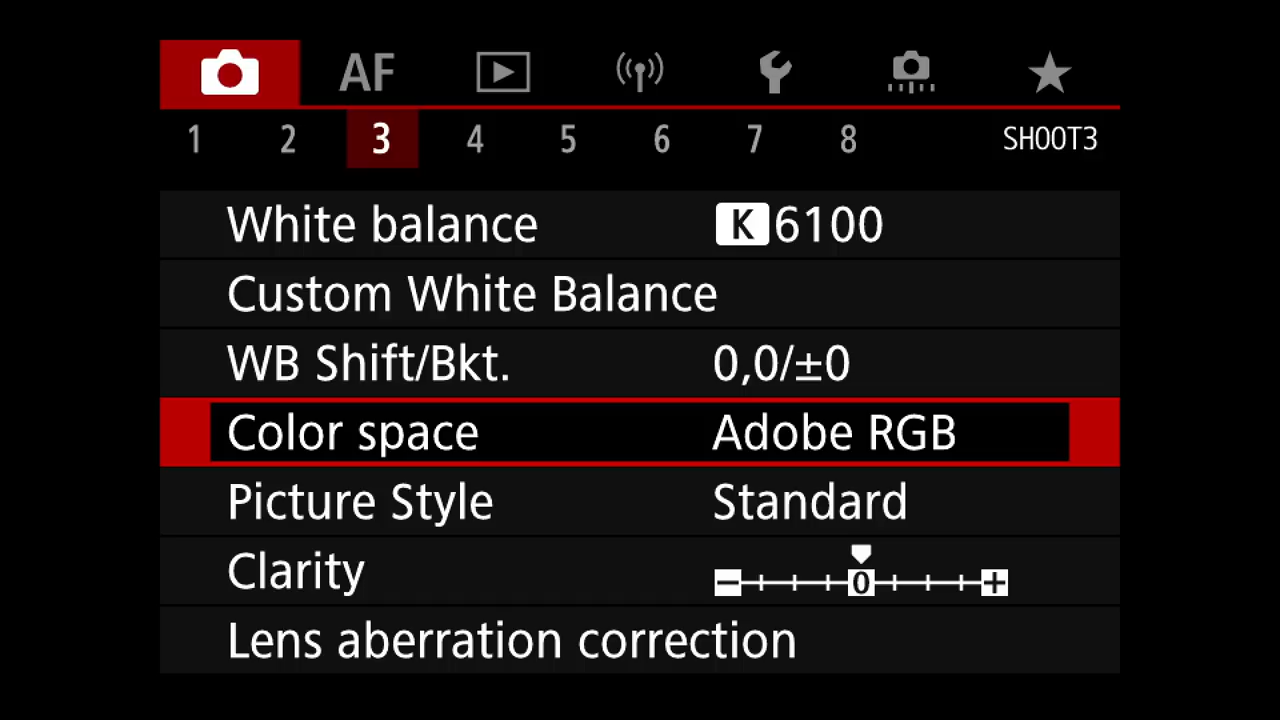 AF
1 2 3 4 5 6 7 8 SHOOT3
White balance K 6100
Custom White Balance
WB Shift/Bkt. 0,0/±0
Color space Adobe RGB
Picture Style Standard
Clarity − 0 +
Lens aberration correction